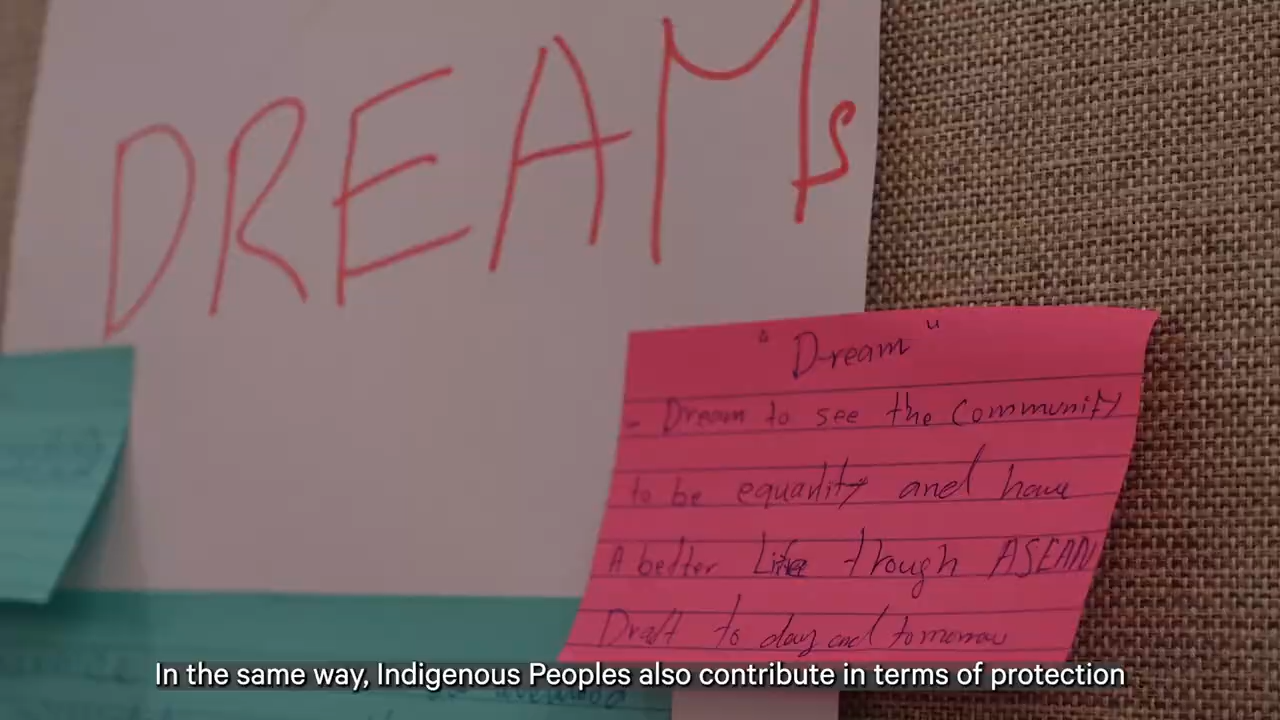 DREAMs
" Dream "
- Dream to see the Community
to be equality and have
A better Life through ASEAN
Draft to day and tomorrow
In the same way, Indigenous Peoples also contribute in terms of protection